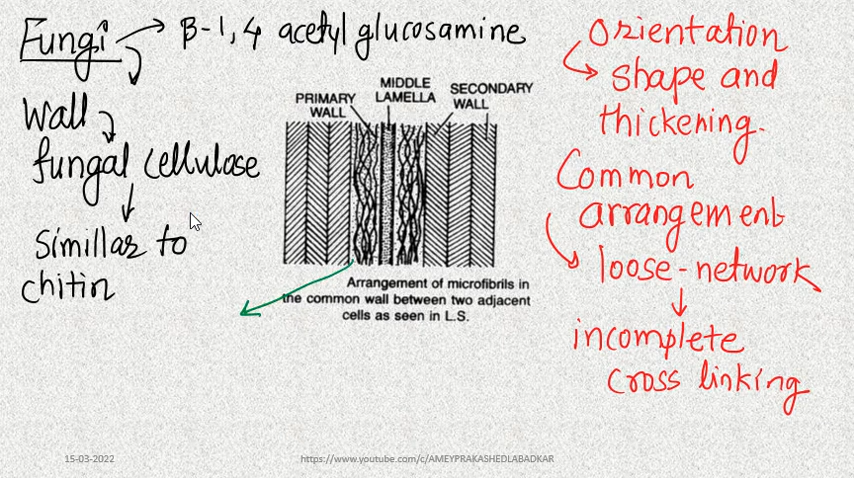 Fungi → β-1,4 acetyl glucosamine
Wall
fungal cellulose
Simillar to
chitin
PRIMARY
WALL
MIDDLE
LAMELLA
SECONDARY
WALL
Arrangement of microfibrils in
the common wall between two adjacent
cells as seen in L.S.
Orientation
shape and
thickening.
Common
arrangement
loose-network
incomplete
cross linking
15-03-2022
https://www.youtube.com/c/AMEYPRAKASHEDLABADKAR